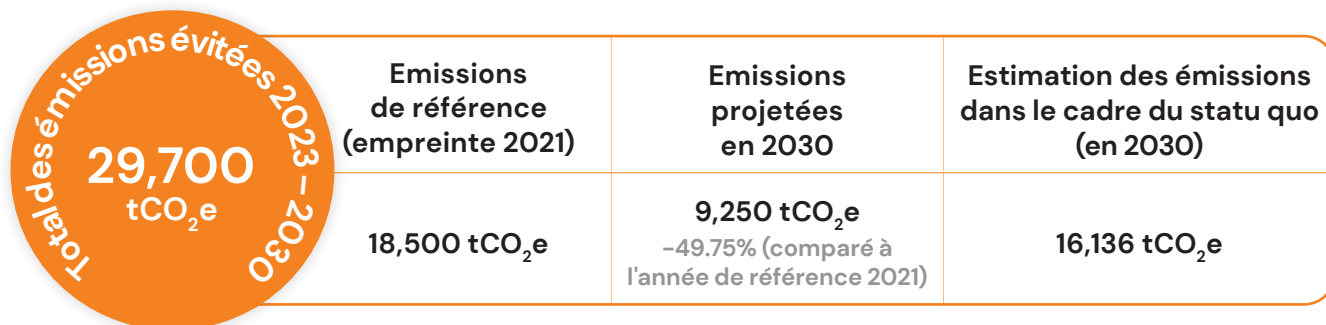 Total des émissions évitées 2023 – 2030
29,700
tCO₂e
Emissions
de référence
(empreinte 2021)
Emissions
projetées
en 2030
Estimation des émissions
dans le cadre du statu quo
(en 2030)
18,500 tCO₂e
9,250 tCO₂e
-49.75% (comparé à
l'année de référence 2021)
16,136 tCO₂e